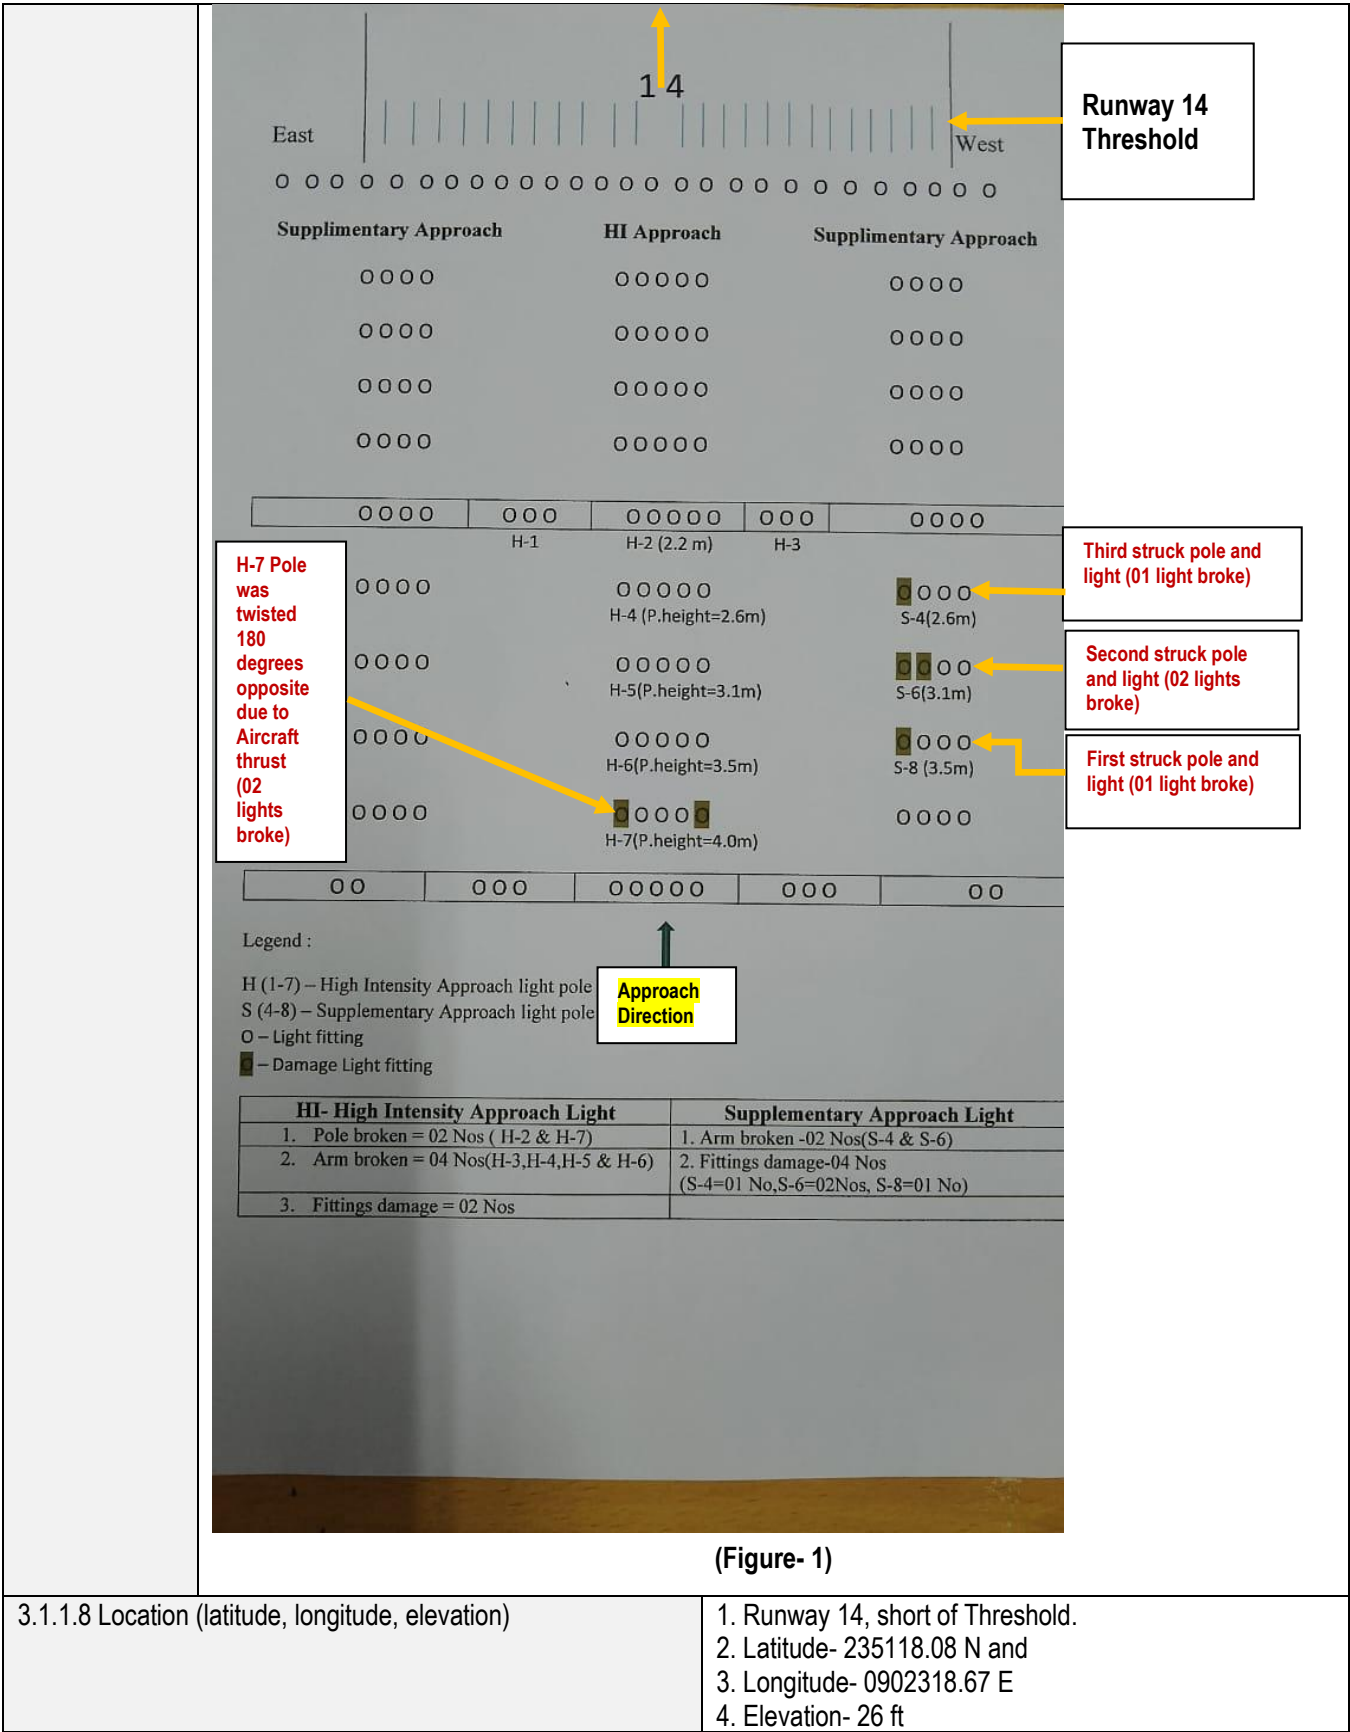 14
East
West
Runway 14
Threshold
O O O O O O O O O O O O O O O O O O O O O O O O O O O
Supplimentary Approach HI Approach Supplimentary Approach
O O O O O O O O O O O O O
O O O O O O O O O O O O O
O O O O O O O O O O O O O
O O O O O O O O O O O O O
O O O O O O O O O O O O O O O O O O O
H-1 H-2 (2.2 m) H-3
H-7 Pole
was
twisted
180
degrees
opposite
due to
Aircraft
thrust
(02
lights
broke)
O O O O O O O O O O O O O
H-4 (P.height=2.6m) S-4(2.6m)
Third struck pole and
light (01 light broke)
O O O O O O O O O O O O O
H-5(P.height=3.1m) S-6(3.1m)
Second struck pole
and light (02 lights
broke)
O O O O O O O O O O O O O
H-6(P.height=3.5m) S-8 (3.5m)
First struck pole and
light (01 light broke)
O O O O O O O O O O O O O
H-7(P.height=4.0m)
O O O O O O O O O O O O O O O
Legend :
H (1-7) – High Intensity Approach light pole
S (4-8) – Supplementary Approach light pole
O – Light fitting
O – Damage Light fitting
Approach
Direction
HI- High Intensity Approach Light Supplementary Approach Light
1. Pole broken = 02 Nos ( H-2 & H-7) 1. Arm broken -02 Nos(S-4 & S-6)
2. Arm broken = 04 Nos(H-3,H-4,H-5 & H-6) 2. Fittings damage-04 Nos
(S-4=01 No,S-6=02Nos, S-8=01 No)
3. Fittings damage = 02 Nos
(Figure- 1)
3.1.1.8 Location (latitude, longitude, elevation)
1. Runway 14, short of Threshold.
2. Latitude- 235118.08 N and
3. Longitude- 0902318.67 E
4. Elevation- 26 ft